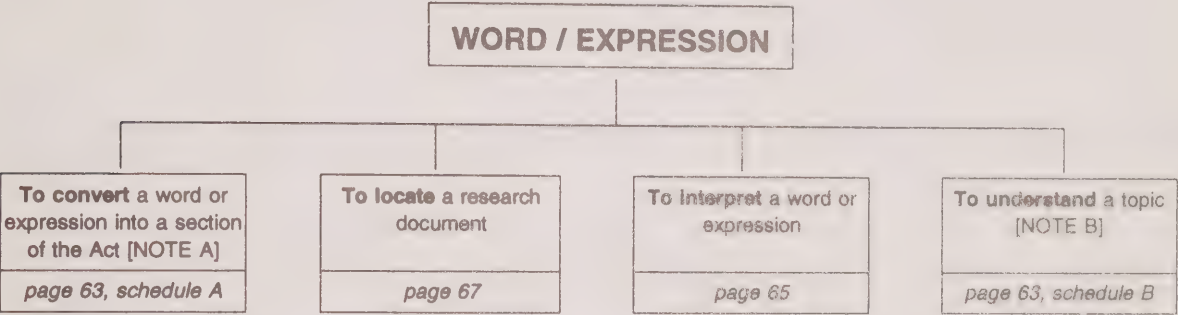 WORD / EXPRESSION
To convert a word or
expression into a section
of the Act [NOTE A]
page 63, schedule A
To locate a research
document
page 67
To interpret a word or
expression
page 65
To understand a topic
[NOTE B]
page 63, schedule B